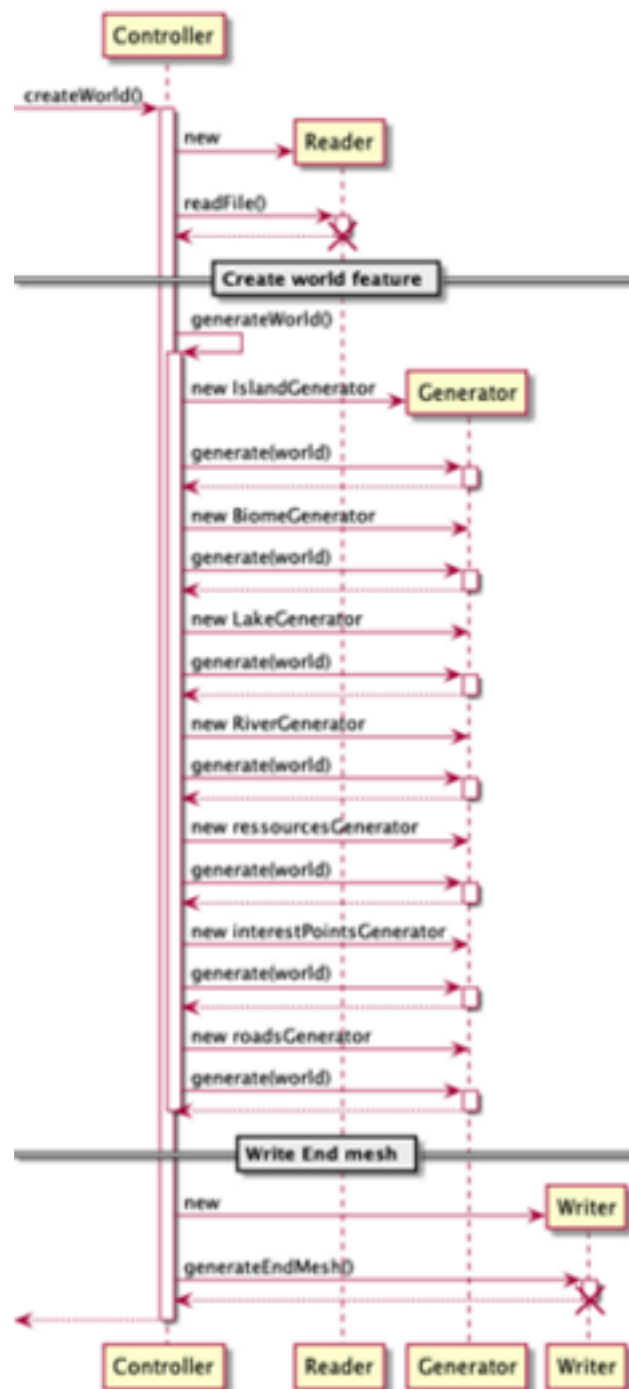 Controller
createWorld()
new
Reader
readFile()
Create world feature
generateWorld()
new IslandGenerator
Generator
generate(world)
new BiomeGenerator
generate(world)
new LakeGenerator
generate(world)
new RiverGenerator
generate(world)
new ressourcesGenerator
generate(world)
new interestPointsGenerator
generate(world)
new roadsGenerator
generate(world)
Write End mesh
new
Writer
generateEndMesh()
Controller Reader Generator Writer